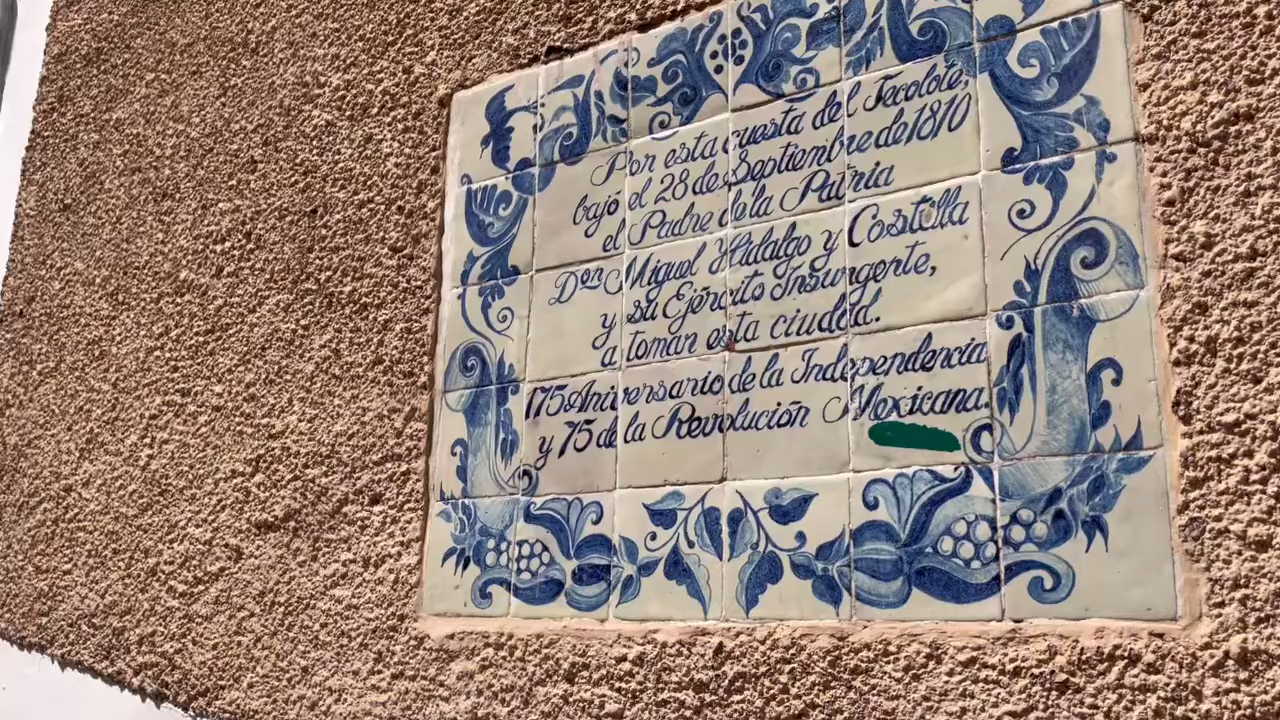 Por esta cuesta del Tecolote,
bajó el 28 de Septiembre de 1810
el Padre de la Patria
Don Miguel Hidalgo y Costilla
y su Ejército Insurgente,
a tomar esta ciudad.
175 Aniversario de la Independencia
y 75 de la Revolución Mexicana.